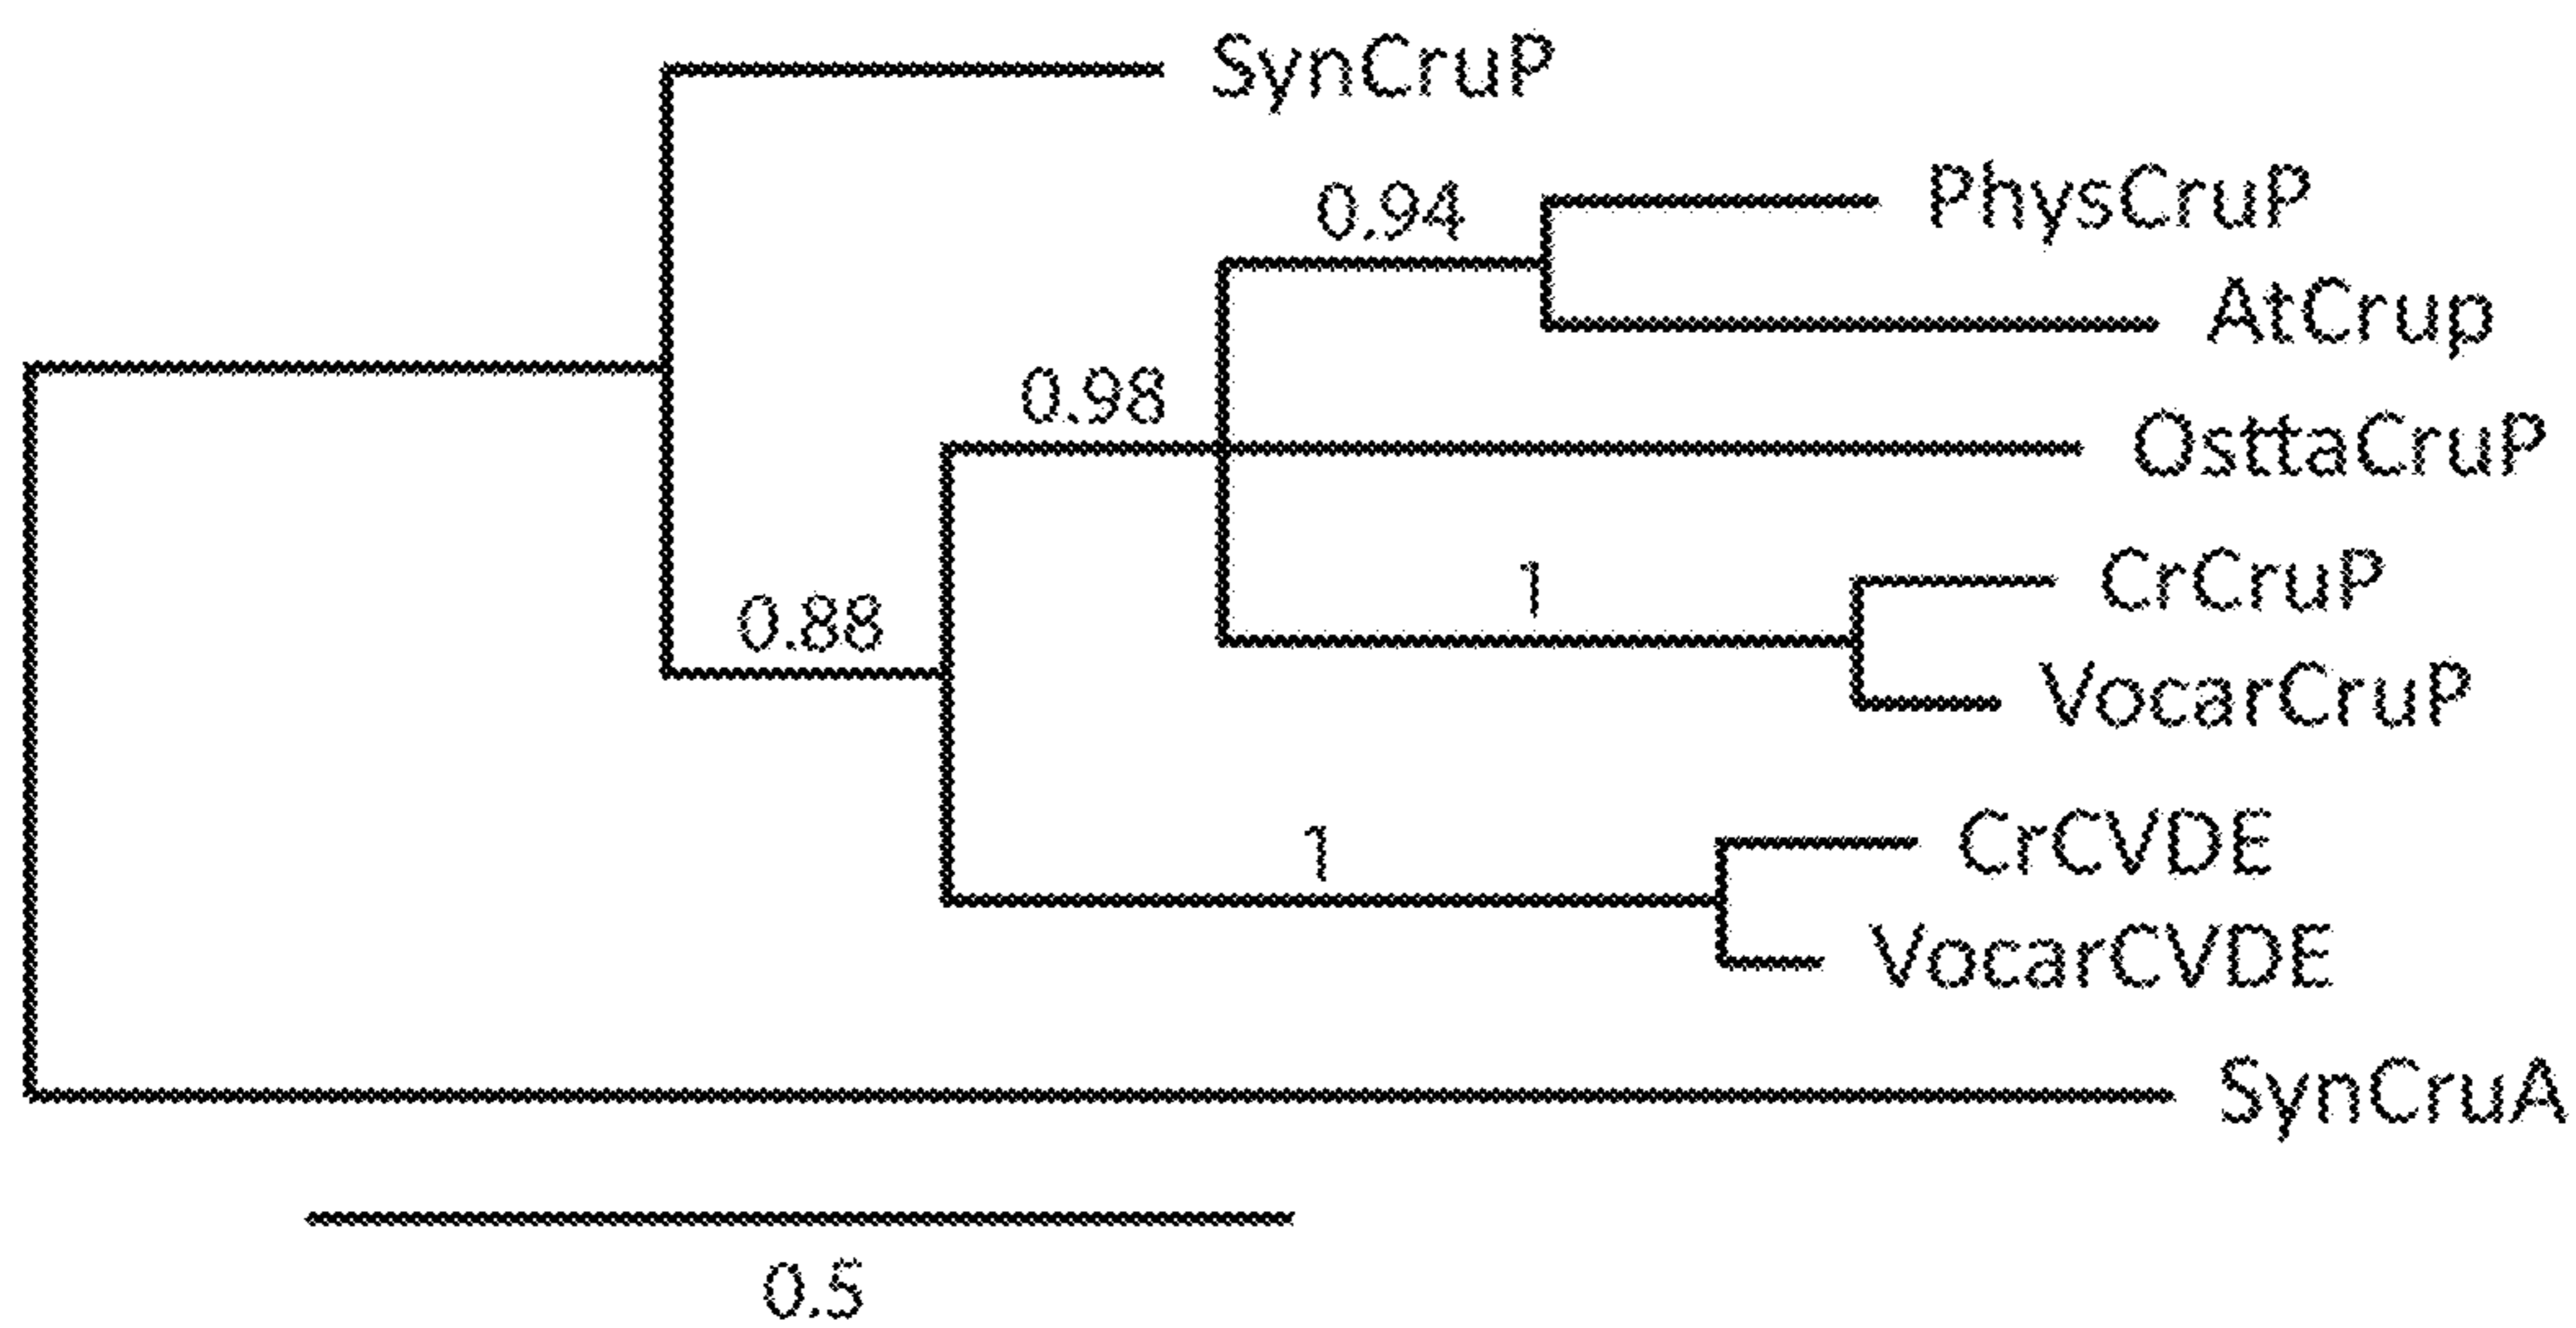 SynCruP
PhysCruP
0.94
AtCrup
0.98
OsttaCruP
CrCruP
1
0.88
VocarCruP
CrCVDE
1
VocarCVDE
SynCruA
0.5